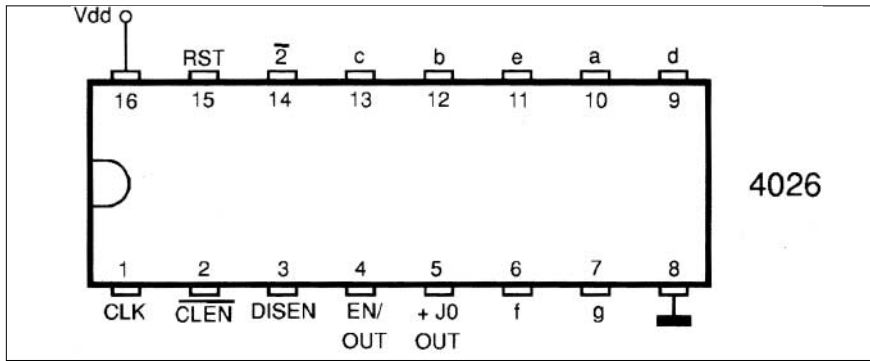 Vdd
RST 2̅ c b e a d
16 15 14 13 12 11 10 9
4026
1 2 3 4 5 6 7 8
CLK C̅L̅E̅N̅ DISEN EN/ + J0 f g
OUT OUT